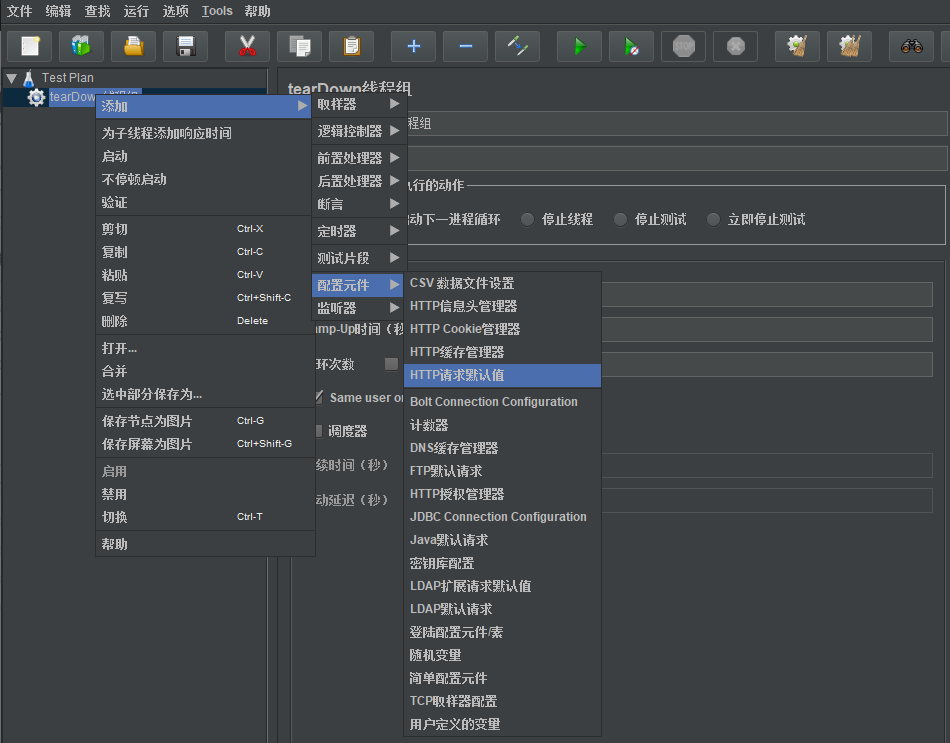 文件 编辑 查找 运行 选项 Tools 帮助
STOP
Test Plan
tearDown线程组
tearDow
添加
为子线程添加响应时间
启动
不停顿启动
验证
剪切 Ctrl-X
复制 Ctrl-C
粘贴 Ctrl-V
复写 Ctrl+Shift-C
删除 Delete
打开...
合并
选中部分保存为...
保存节点为图片 Ctrl-G
保存屏幕为图片 Ctrl+Shift-G
启用
禁用
切换 Ctrl-T
帮助
取样器
逻辑控制器
前置处理器
后置处理器
断言
定时器
测试片段
配置元件
监听器
程组
执行的动作
动下一进程循环 停止线程 停止测试 立即停止测试
amp-Up时间（秒
环次数
Same user o
调度器
续时间（秒）
动延迟（秒）
CSV 数据文件设置
HTTP信息头管理器
HTTP Cookie管理器
HTTP缓存管理器
HTTP请求默认值
Bolt Connection Configuration
计数器
DNS缓存管理器
FTP默认请求
HTTP授权管理器
JDBC Connection Configuration
Java默认请求
密钥库配置
LDAP扩展请求默认值
LDAP默认请求
登陆配置元件/素
随机变量
简单配置元件
TCP取样器配置
用户定义的变量